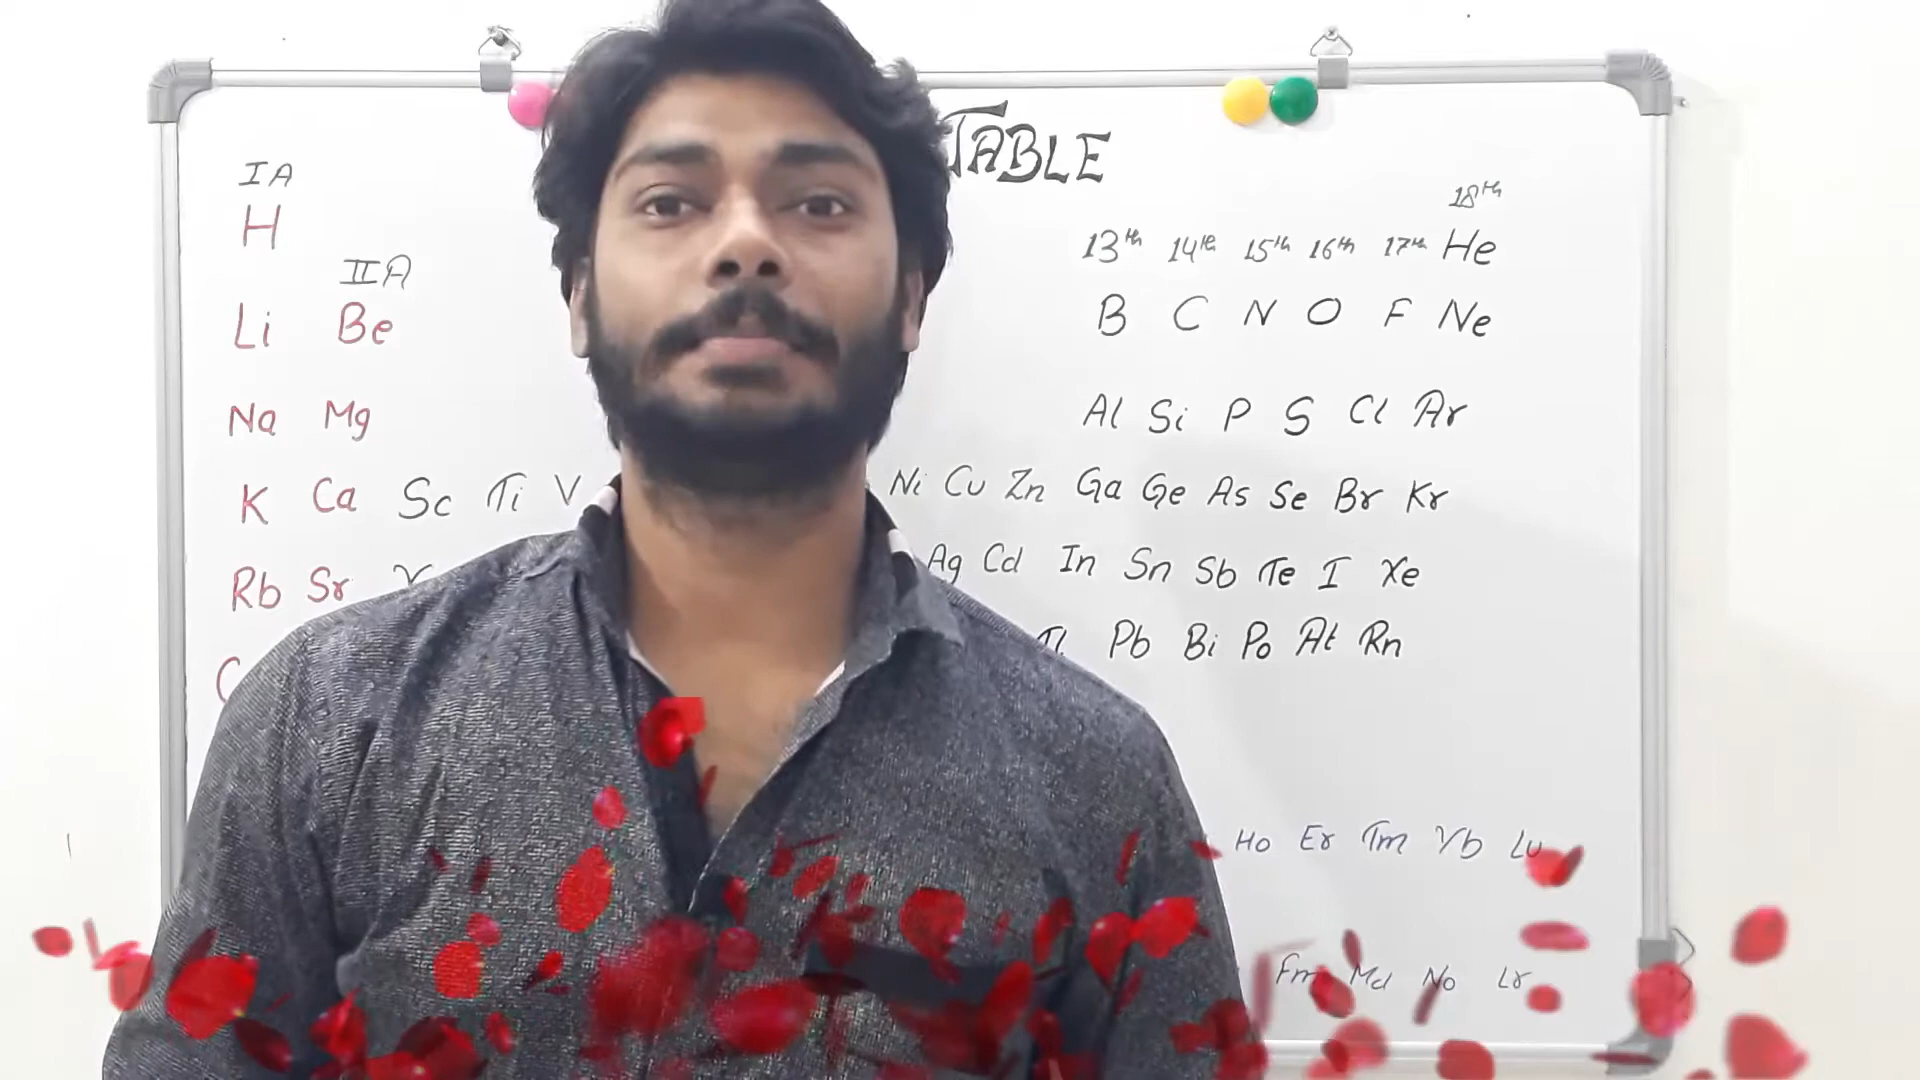 TABLE
IA
18th
H
13th 14th 15th 16th 17th He
IIA
Li Be B C N O F Ne
Na Mg Al Si P S Cl Ar
K Ca Sc Ti V Ni Cu Zn Ga Ge As Se Br Kr
Rb Sr Y Ag Cd In Sn Sb Te I Xe
Tl Pb Bi Po At Rn
Ho Er Tm Yb Lu
Fm Md No Lr